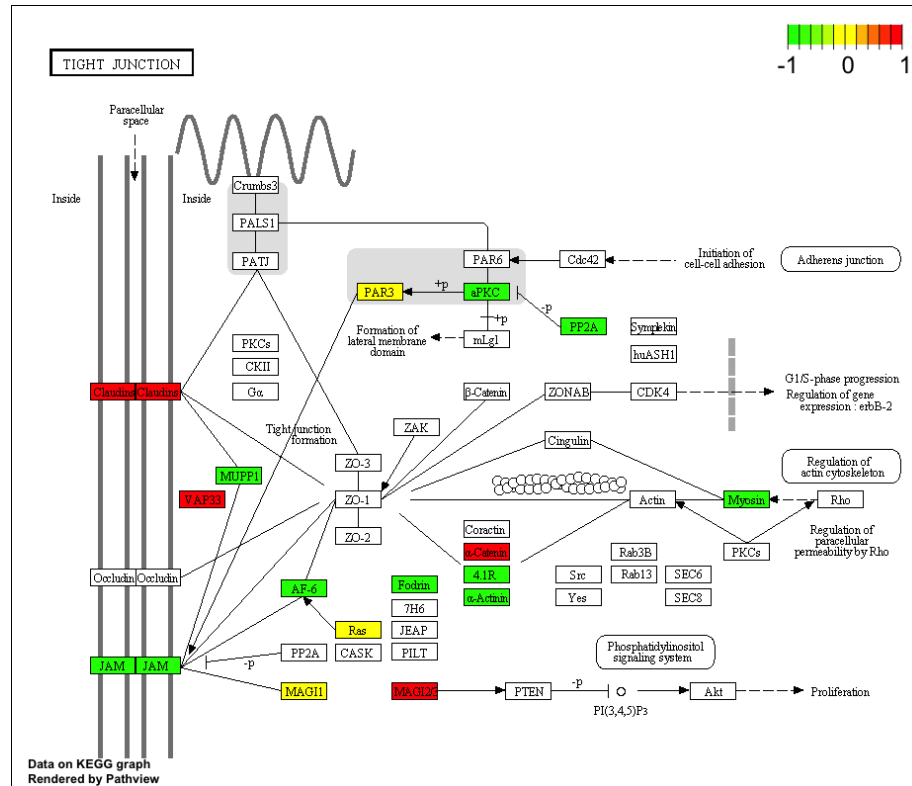 -1 0 1
TIGHT JUNCTION
Paracellular
space
Inside
Inside
Crumbs3
PALS1
PATJ
PAR6
Cdc42
Initiation of
cell-cell adhesion
Adherens junction
PAR3
+p
aPKC
-p
PP2A
Symplekin
+p
Formation of
lateral membrane
domain
mLgl
huASH1
PKCs
CKII
Gα
Claudins
Claudins
β-Catenin
ZONAB
CDK4
G1/S-phase progression
Regulation of gene
expression : erbB-2
Tight junction
formation
ZAK
Cingulin
ZO-3
MUPP1
VAP33
ZO-1
Actin
Myosin
Rho
Regulation of
actin cytoskeleton
ZO-2
Coractin
α-Catenin
4.1R
α-Actnin
Rab3B
Rab13
PKCs
Regulation of
paracellular
permeability by Rho
Occludin
Occludin
AF-6
Fodrin
Src
Yes
SEC6
SEC8
7H6
Ras
JEAP
PP2A
CASK
PILT
-p
JAM
JAM
Phosphatidylinositol
signaling system
MAGI1
MAGI2/3
PTEN
-p
PI(3,4,5)P3
Akt
Proliferation
Data on KEGG graph
Rendered by Pathview